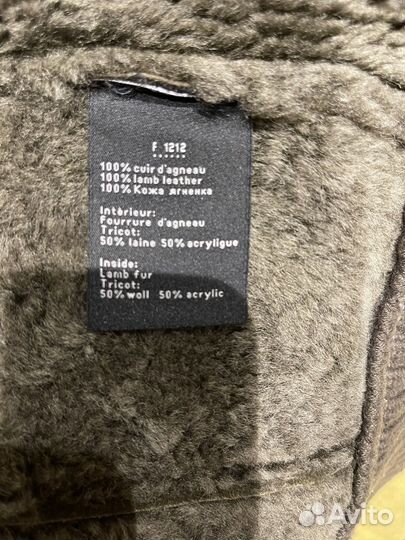 F 1212
100% cuir d'agneau
100% lamb leather
100% Кожа ягненка
Intérieur:
Fourrure d'agneau
Tricot:
50% laine 50% acryligue
Inside:
Lamb fur
Tricot:
50% woll 50% acrylic
Avito